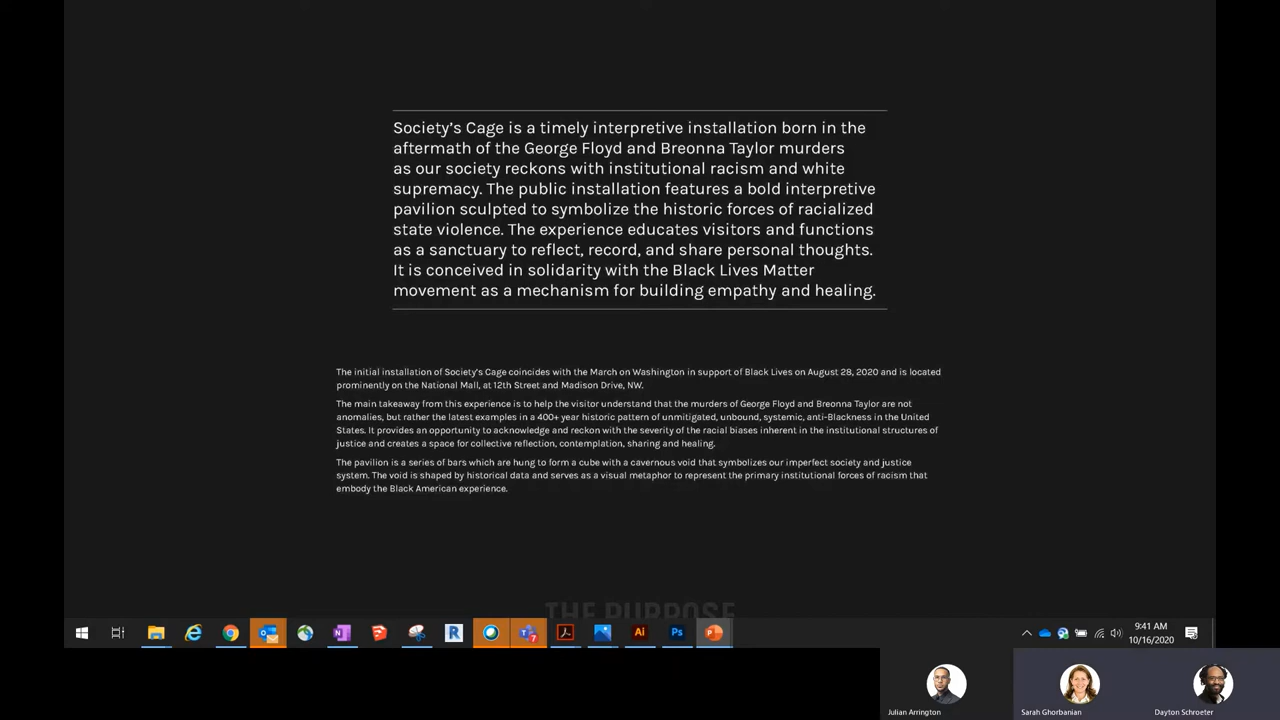 Society's Cage is a timely interpretive installation born in the
aftermath of the George Floyd and Breonna Taylor murders
as our society reckons with institutional racism and white
supremacy. The public installation features a bold interpretive
pavilion sculpted to symbolize the historic forces of racialized
state violence. The experience educates visitors and functions
as a sanctuary to reflect, record, and share personal thoughts.
It is conceived in solidarity with the Black Lives Matter
movement as a mechanism for building empathy and healing.
The initial installation of Society's Cage coincides with the March on Washington in support of Black Lives on August 28, 2020 and is located
prominently on the National Mall, at 12th Street and Madison Drive, NW.
The main takeaway from this experience is to help the visitor understand that the murders of George Floyd and Breonna Taylor are not
anomalies, but rather the latest examples in a 400+ year historic pattern of unmitigated, unbound, systemic, anti-Blackness in the United
States. It provides an opportunity to acknowledge and reckon with the severity of the racial biases inherent in the institutional structures of
justice and creates a space for collective reflection, contemplation, sharing and healing.
The pavilion is a series of bars which are hung to form a cube with a cavernous void that symbolizes our imperfect society and justice
system. The void is shaped by historical data and serves as a visual metaphor to represent the primary institutional forces of racism that
embody the Black American experience.
THE PURPOSE
R
7
Ai
Ps
9:41 AM
10/16/2020
Julian Arrington
Sarah Ghorbanian
Dayton Schroeter